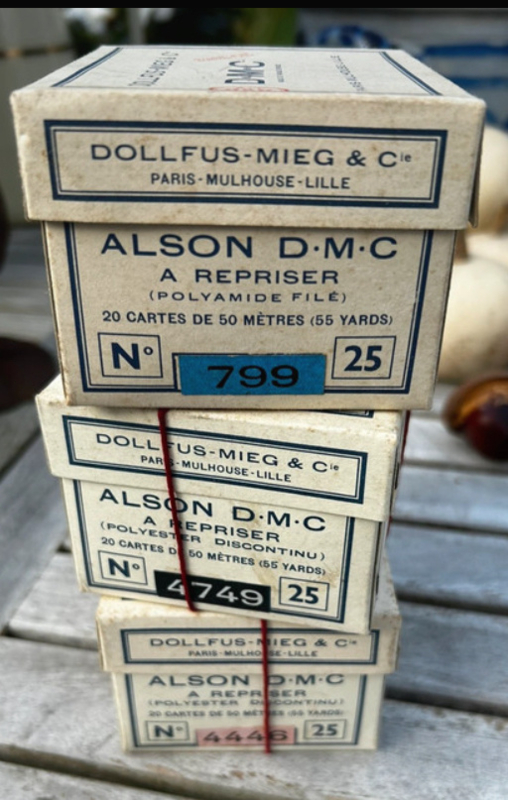 D·M·C
DOLLFUS-MIEG & Cie
PARIS-MULHOUSE-LILLE
ALSON D·M·C
A REPRISER
(POLYAMIDE FILÉ)
20 CARTES DE 50 MÈTRES (55 YARDS)
No 799 25
DOLLFUS-MIEG & Cie
PARIS-MULHOUSE-LILLE
ALSON D·M·C
A REPRISER
(POLYESTER DISCONTINU)
20 CARTES DE 50 MÈTRES (55 YARDS)
No 4749 25
DOLLFUS-MIEG & Cie
PARIS-MULHOUSE-LILLE
ALSON D·M·C
A REPRISER
(POLYESTER DISCONTINU)
20 CARTES DE 50 MÈTRES (55 YARDS)
No 4446 25